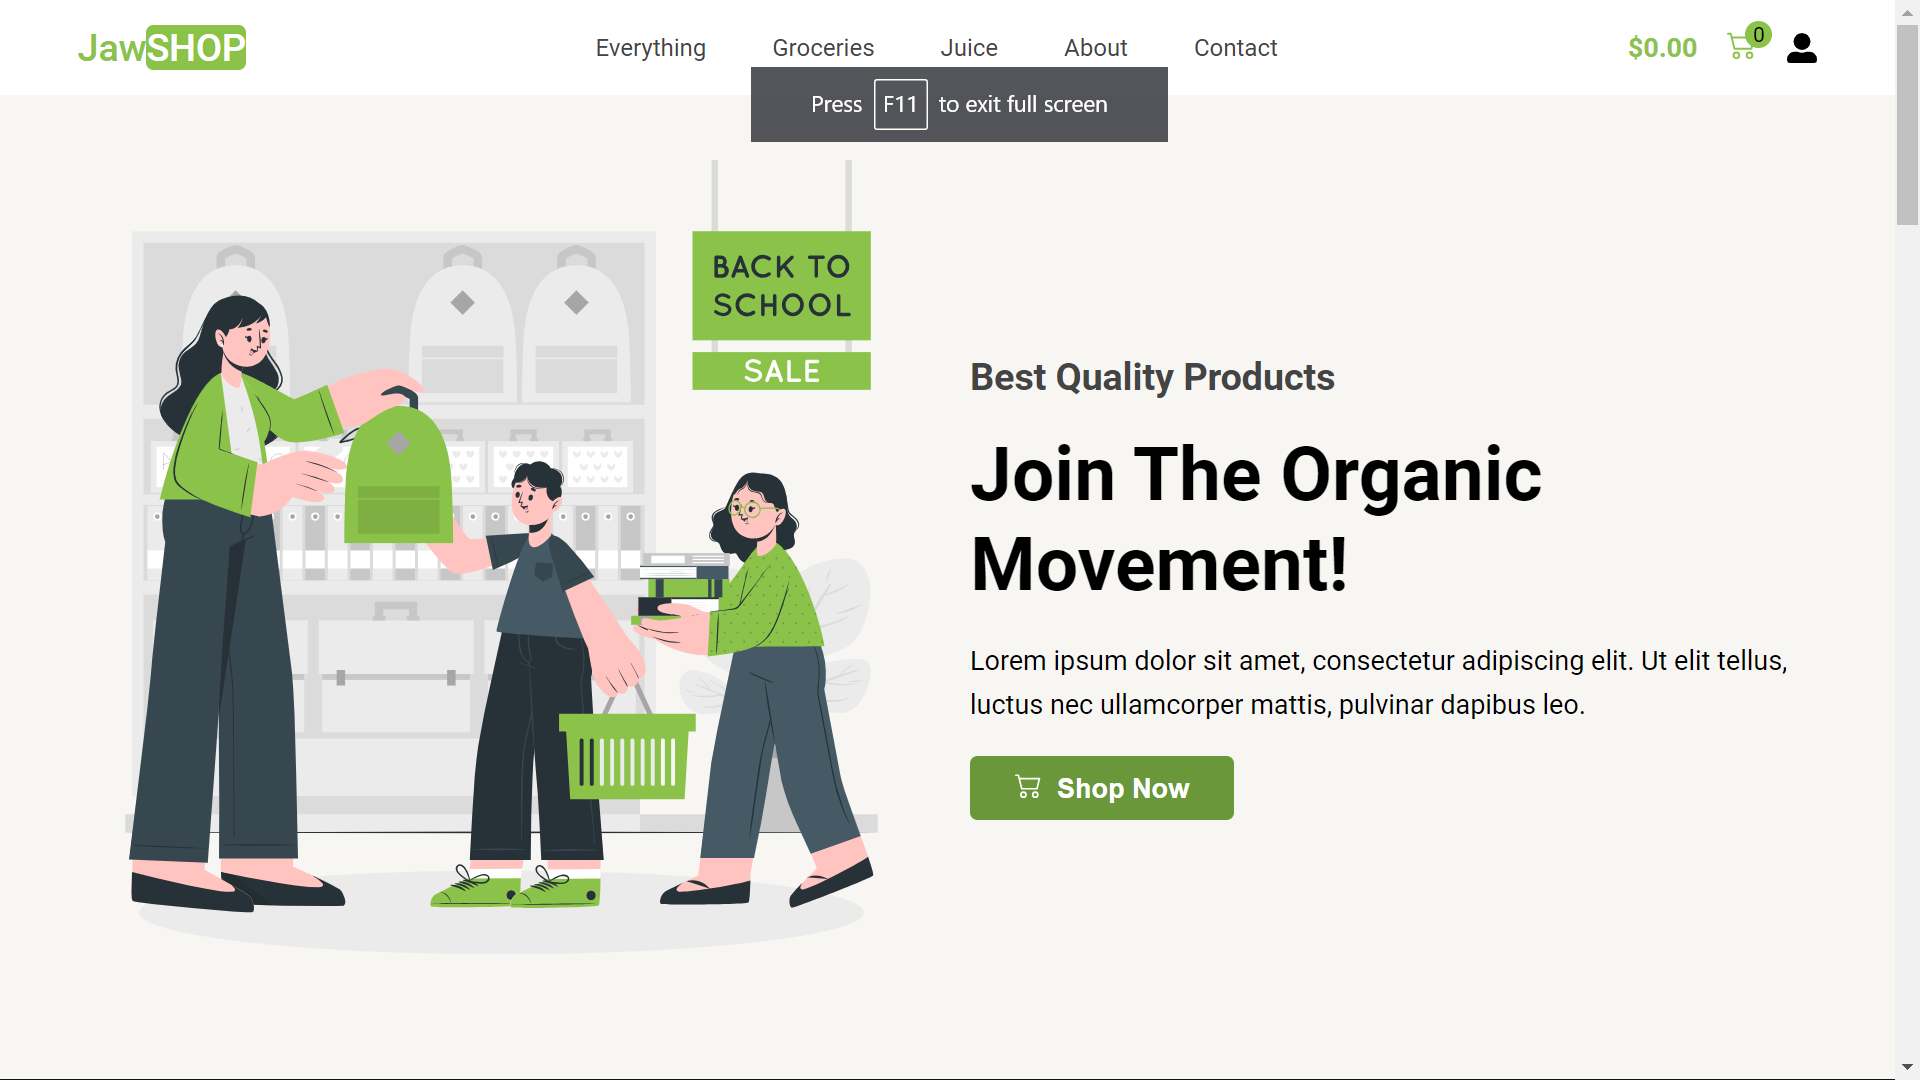 JawSHOP Everything Groceries Juice About Contact $0.00 0
Press F11 to exit full screen
BACK TO
SCHOOL
SALE
Best Quality Products
Join The Organic
Movement!
Lorem ipsum dolor sit amet, consectetur adipiscing elit. Ut elit tellus,
luctus nec ullamcorper mattis, pulvinar dapibus leo.
Shop Now